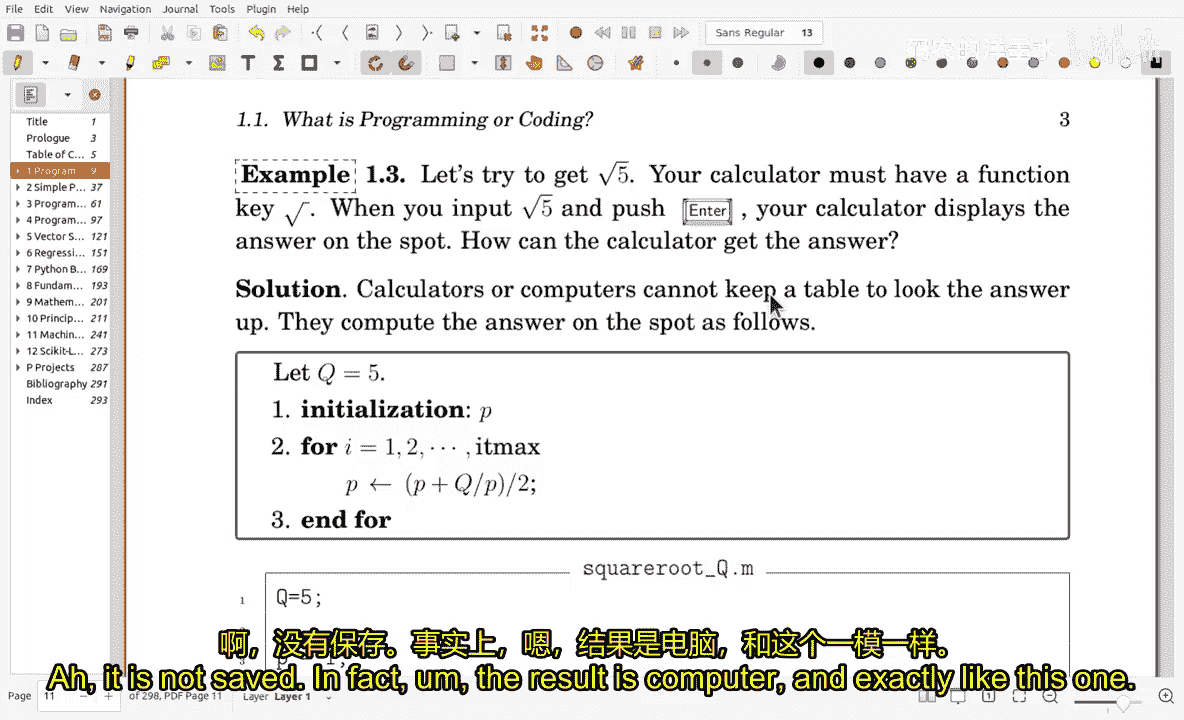 File Edit View Navigation Journal Tools Plugin Help
Sans Regular 13
Title 1
Prologue 3
Table of C... 5
1 Program 9
2 Simple P... 37
3 Program... 61
4 Program... 97
5 Vector S... 121
6 Regressi... 151
7 Python B... 169
8 Fundam... 193
9 Mathem... 201
10 Princip... 211
11 Machin... 241
12 Scikit-L... 273
P Projects 287
Bibliography 291
Index 293
1.1. What is Programming or Coding? 3
Example 1.3. Let's try to get √5. Your calculator must have a function
key √ . When you input √5 and push Enter , your calculator displays the
answer on the spot. How can the calculator get the answer?
Solution. Calculators or computers cannot keep a table to look the answer
up. They compute the answer on the spot as follows.
Let Q = 5.
1. initialization: p
2. for i = 1, 2, ··· , itmax
p ← (p + Q/p)/2;
3. end for
squareroot_Q.m
1 Q=5;
啊，没有保存。事实上，嗯，结果是电脑，和这个一模一样。
Ah, it is not saved. In fact, um, the result is computer, and exactly like this one.
Page 11 of 298, PDF Page 11 Layer Layer 1